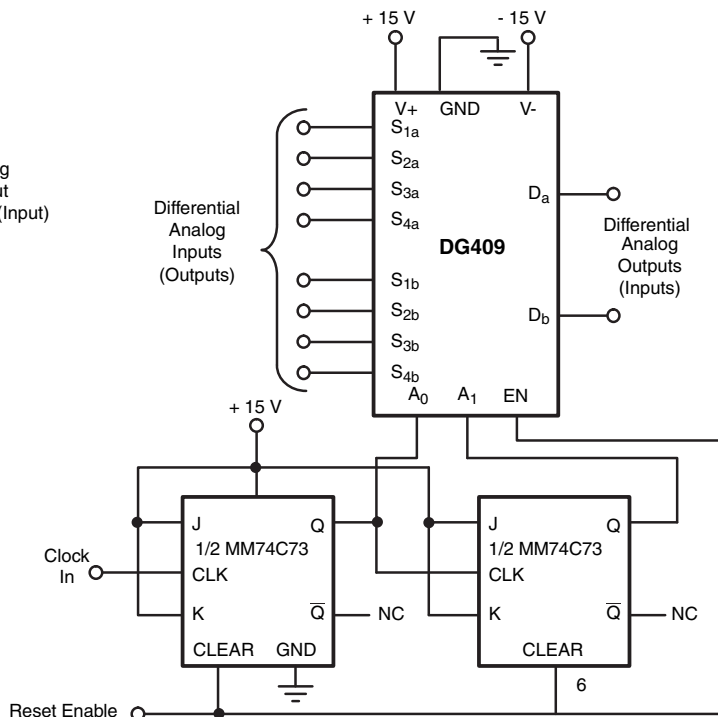 + 15 V
- 15 V
V+
GND
V-
S1a
S2a
S3a
S4a
S1b
S2b
S3b
S4b
Da
Db
DG409
A0
A1
EN
(Input)
Differential
Analog
Inputs
(Outputs)
Differential
Analog
Outputs
(Inputs)
+ 15 V
J
Q
1/2 MM74C73
CLK
K
Q̅
NC
CLEAR
GND
Clock
In
J
Q
1/2 MM74C73
CLK
K
Q̅
NC
CLEAR
6
Reset Enable